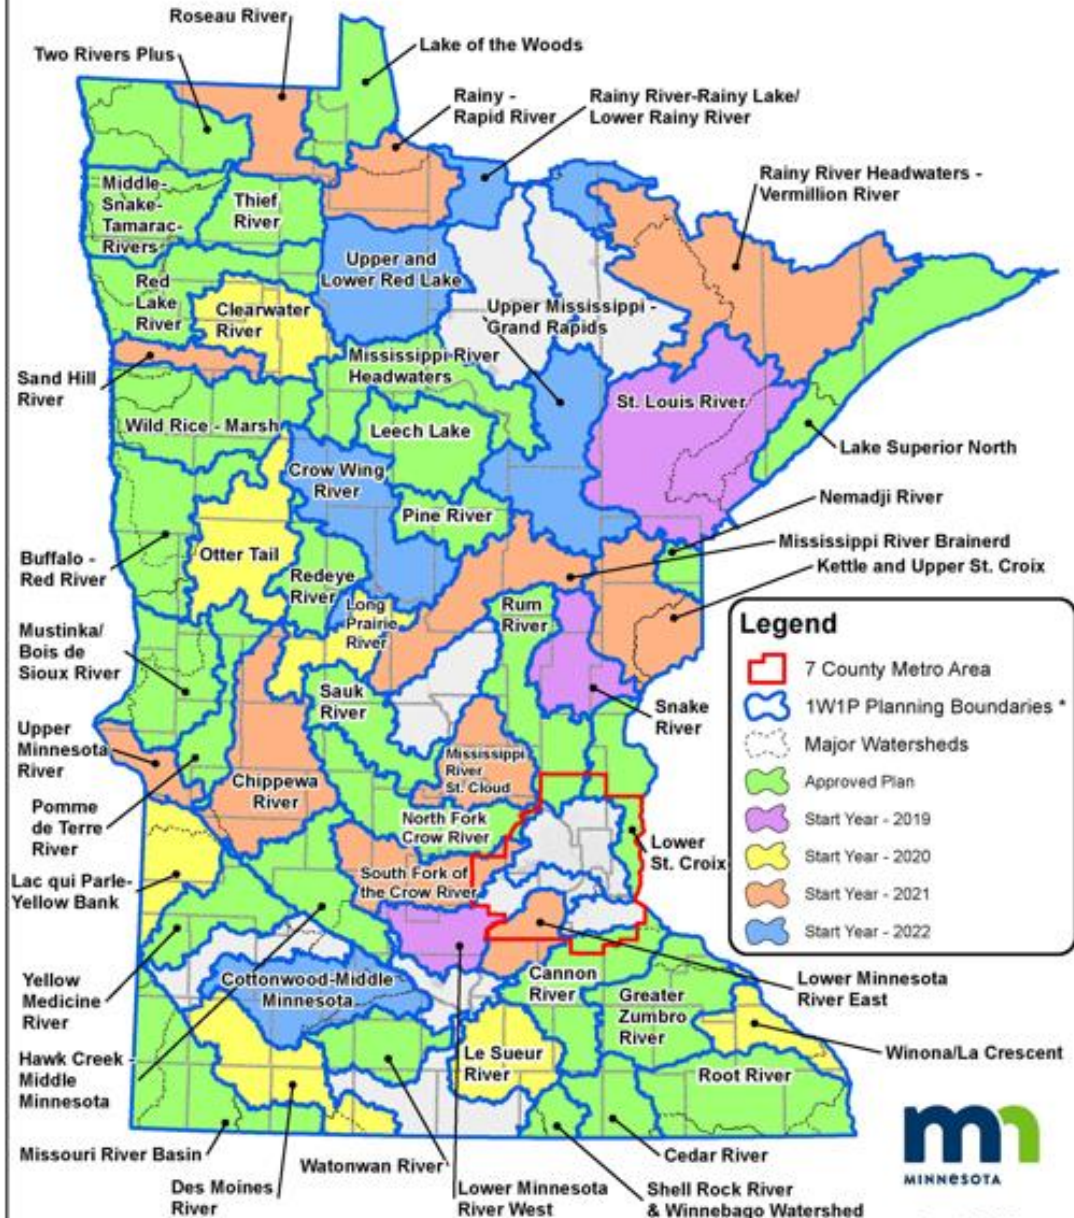 Roseau River
Two Rivers Plus
Lake of the Woods
Rainy -
Rapid River
Rainy River-Rainy Lake/
Lower Rainy River
Rainy River Headwaters -
Vermillion River
Middle-
Snake-
Tamarac-
Rivers
Thief
River
Upper and
Lower Red Lake
Red
Lake
River
Clearwater
River
Upper Mississippi -
Grand Rapids
Sand Hill
River
Mississippi River
Headwaters
St. Louis River
Wild Rice - Marsh
Leech Lake
Lake Superior North
Crow Wing
River
Nemadji River
Pine River
Mississippi River Brainerd
Buffalo -
Red River
Otter Tail
Redeye
River
Kettle and Upper St. Croix
Long
Prairie
River
Rum
River
Mustinka/
Bois de
Sioux River
Sauk
River
Snake
River
Upper
Minnesota
River
Chippewa
River
Mississippi
River
St. Cloud
Pomme
de Terre
River
North Fork
Crow River
Lower
St. Croix
Lac qui Parle-
Yellow Bank
South Fork of
the Crow River
Legend
7 County Metro Area
1W1P Planning Boundaries *
Major Watersheds
Approved Plan
Start Year - 2019
Start Year - 2020
Start Year - 2021
Start Year - 2022
Yellow
Medicine
River
Cottonwood-Middle
Minnesota
Cannon
River
Greater
Zumbro
River
Lower Minnesota
River East
Hawk Creek -
Middle
Minnesota
Le Sueur
River
Winona/La Crescent
Root River
Missouri River Basin
Watonwan River
Cedar River
Des Moines
River
Lower Minnesota
River West
Shell Rock River
& Winnebago Watershed
mn
MINNESOTA